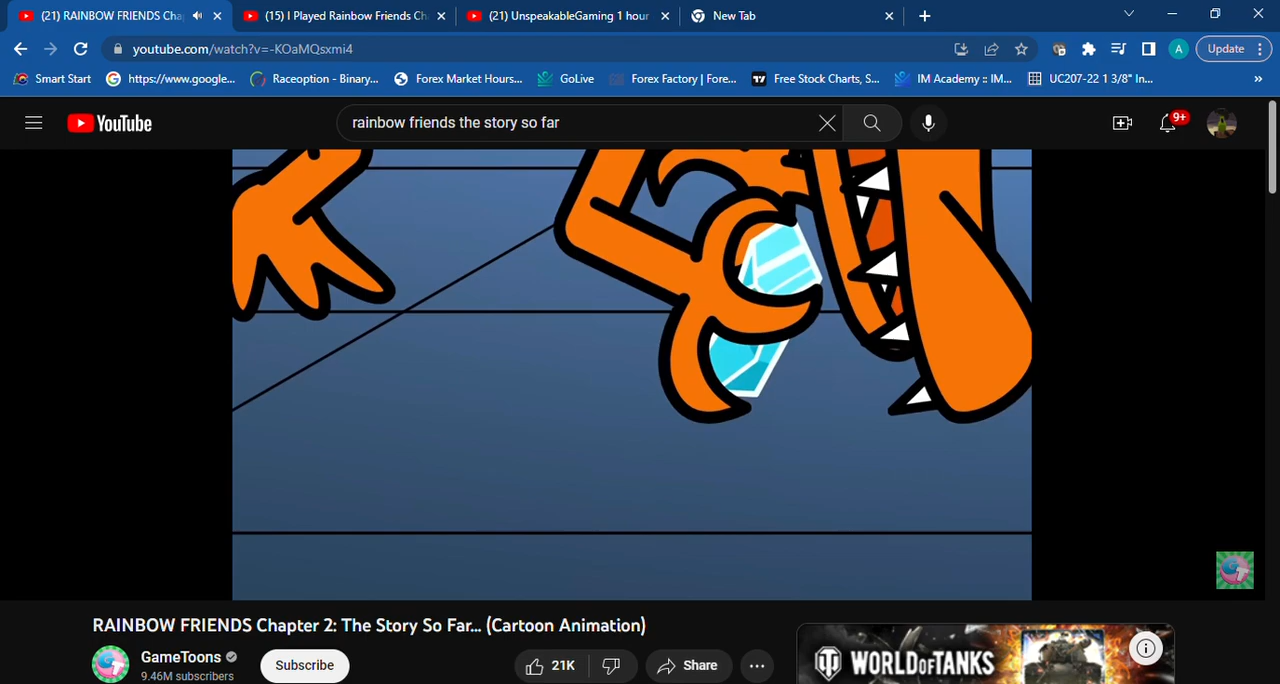 (21) RAINBOW FRIENDS Cha
(15) I Played Rainbow Friends Ch
(21) UnspeakableGaming 1 hour
New Tab
youtube.com/watch?v=-KOaMQsxmi4
A
Update
Smart Start
https://www.google...
Raceoption - Binary...
Forex Market Hours...
GoLive
Forex Factory | Fore...
Free Stock Charts, S...
IM Academy :: IM...
UC207-22 1 3/8" In...
»
YouTube
rainbow friends the story so far
9+
GT
RAINBOW FRIENDS Chapter 2: The Story So Far... (Cartoon Animation)
GameToons
9.46M subscribers
Subscribe
21K
Share
WORLD OF TANKS